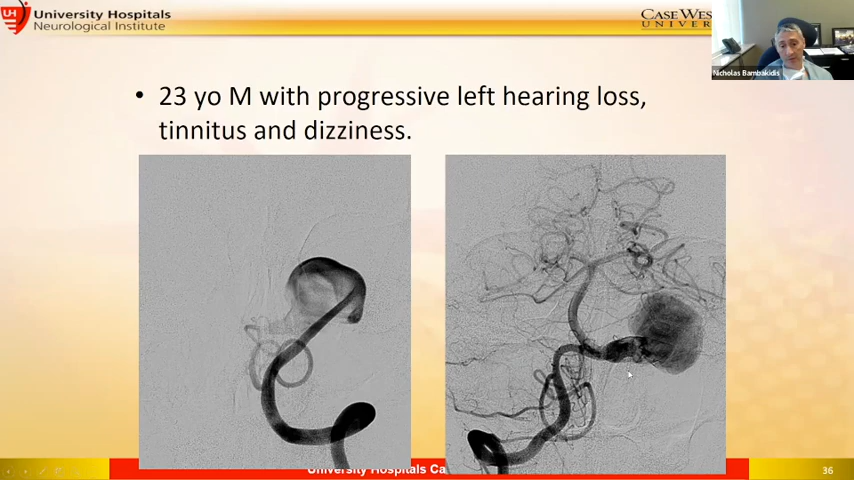 University Hospitals
Neurological Institute
CASE WES
UNIVER
Nicholas Bambakidis
• 23 yo M with progressive left hearing loss,
tinnitus and dizziness.
University Hospitals Ca
36